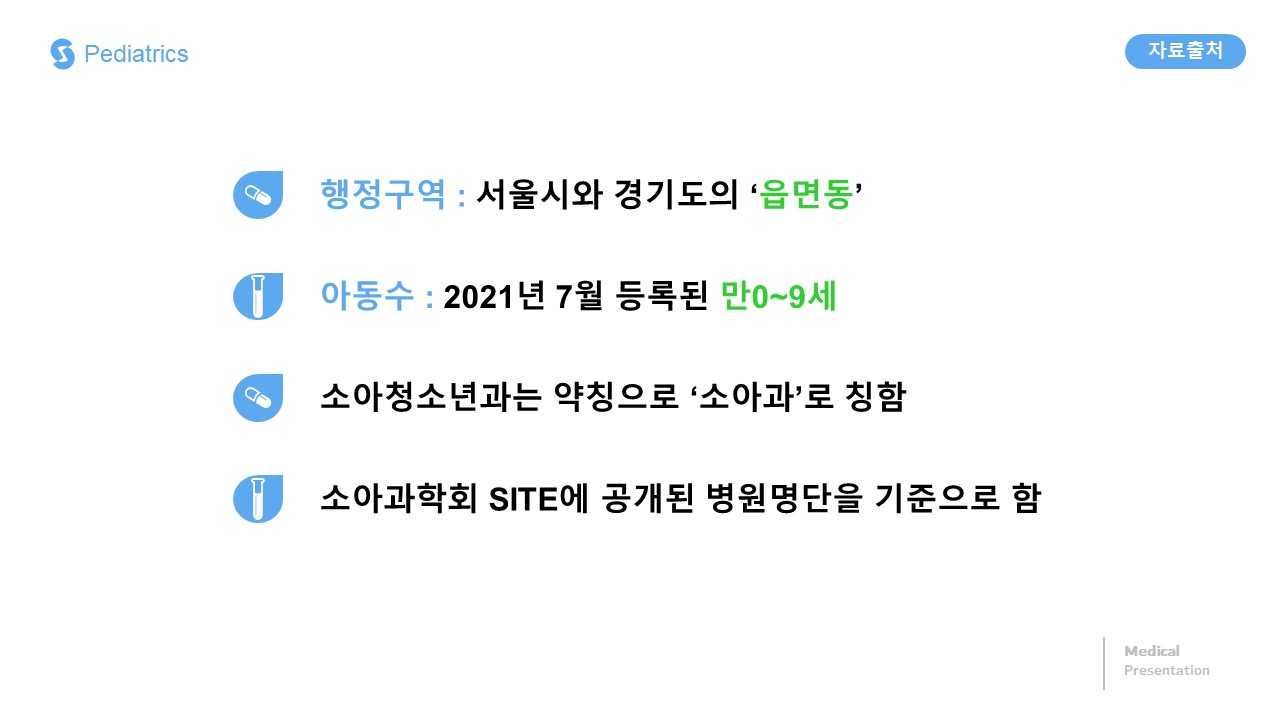 Pediatrics
자료출처
행정구역 : 서울시와 경기도의 ‘읍면동’
아동수 : 2021년 7월 등록된 만0~9세
소아청소년과는 약칭으로 ‘소아과’로 칭함
소아과학회 SITE에 공개된 병원명단을 기준으로 함
Medical
Presentation